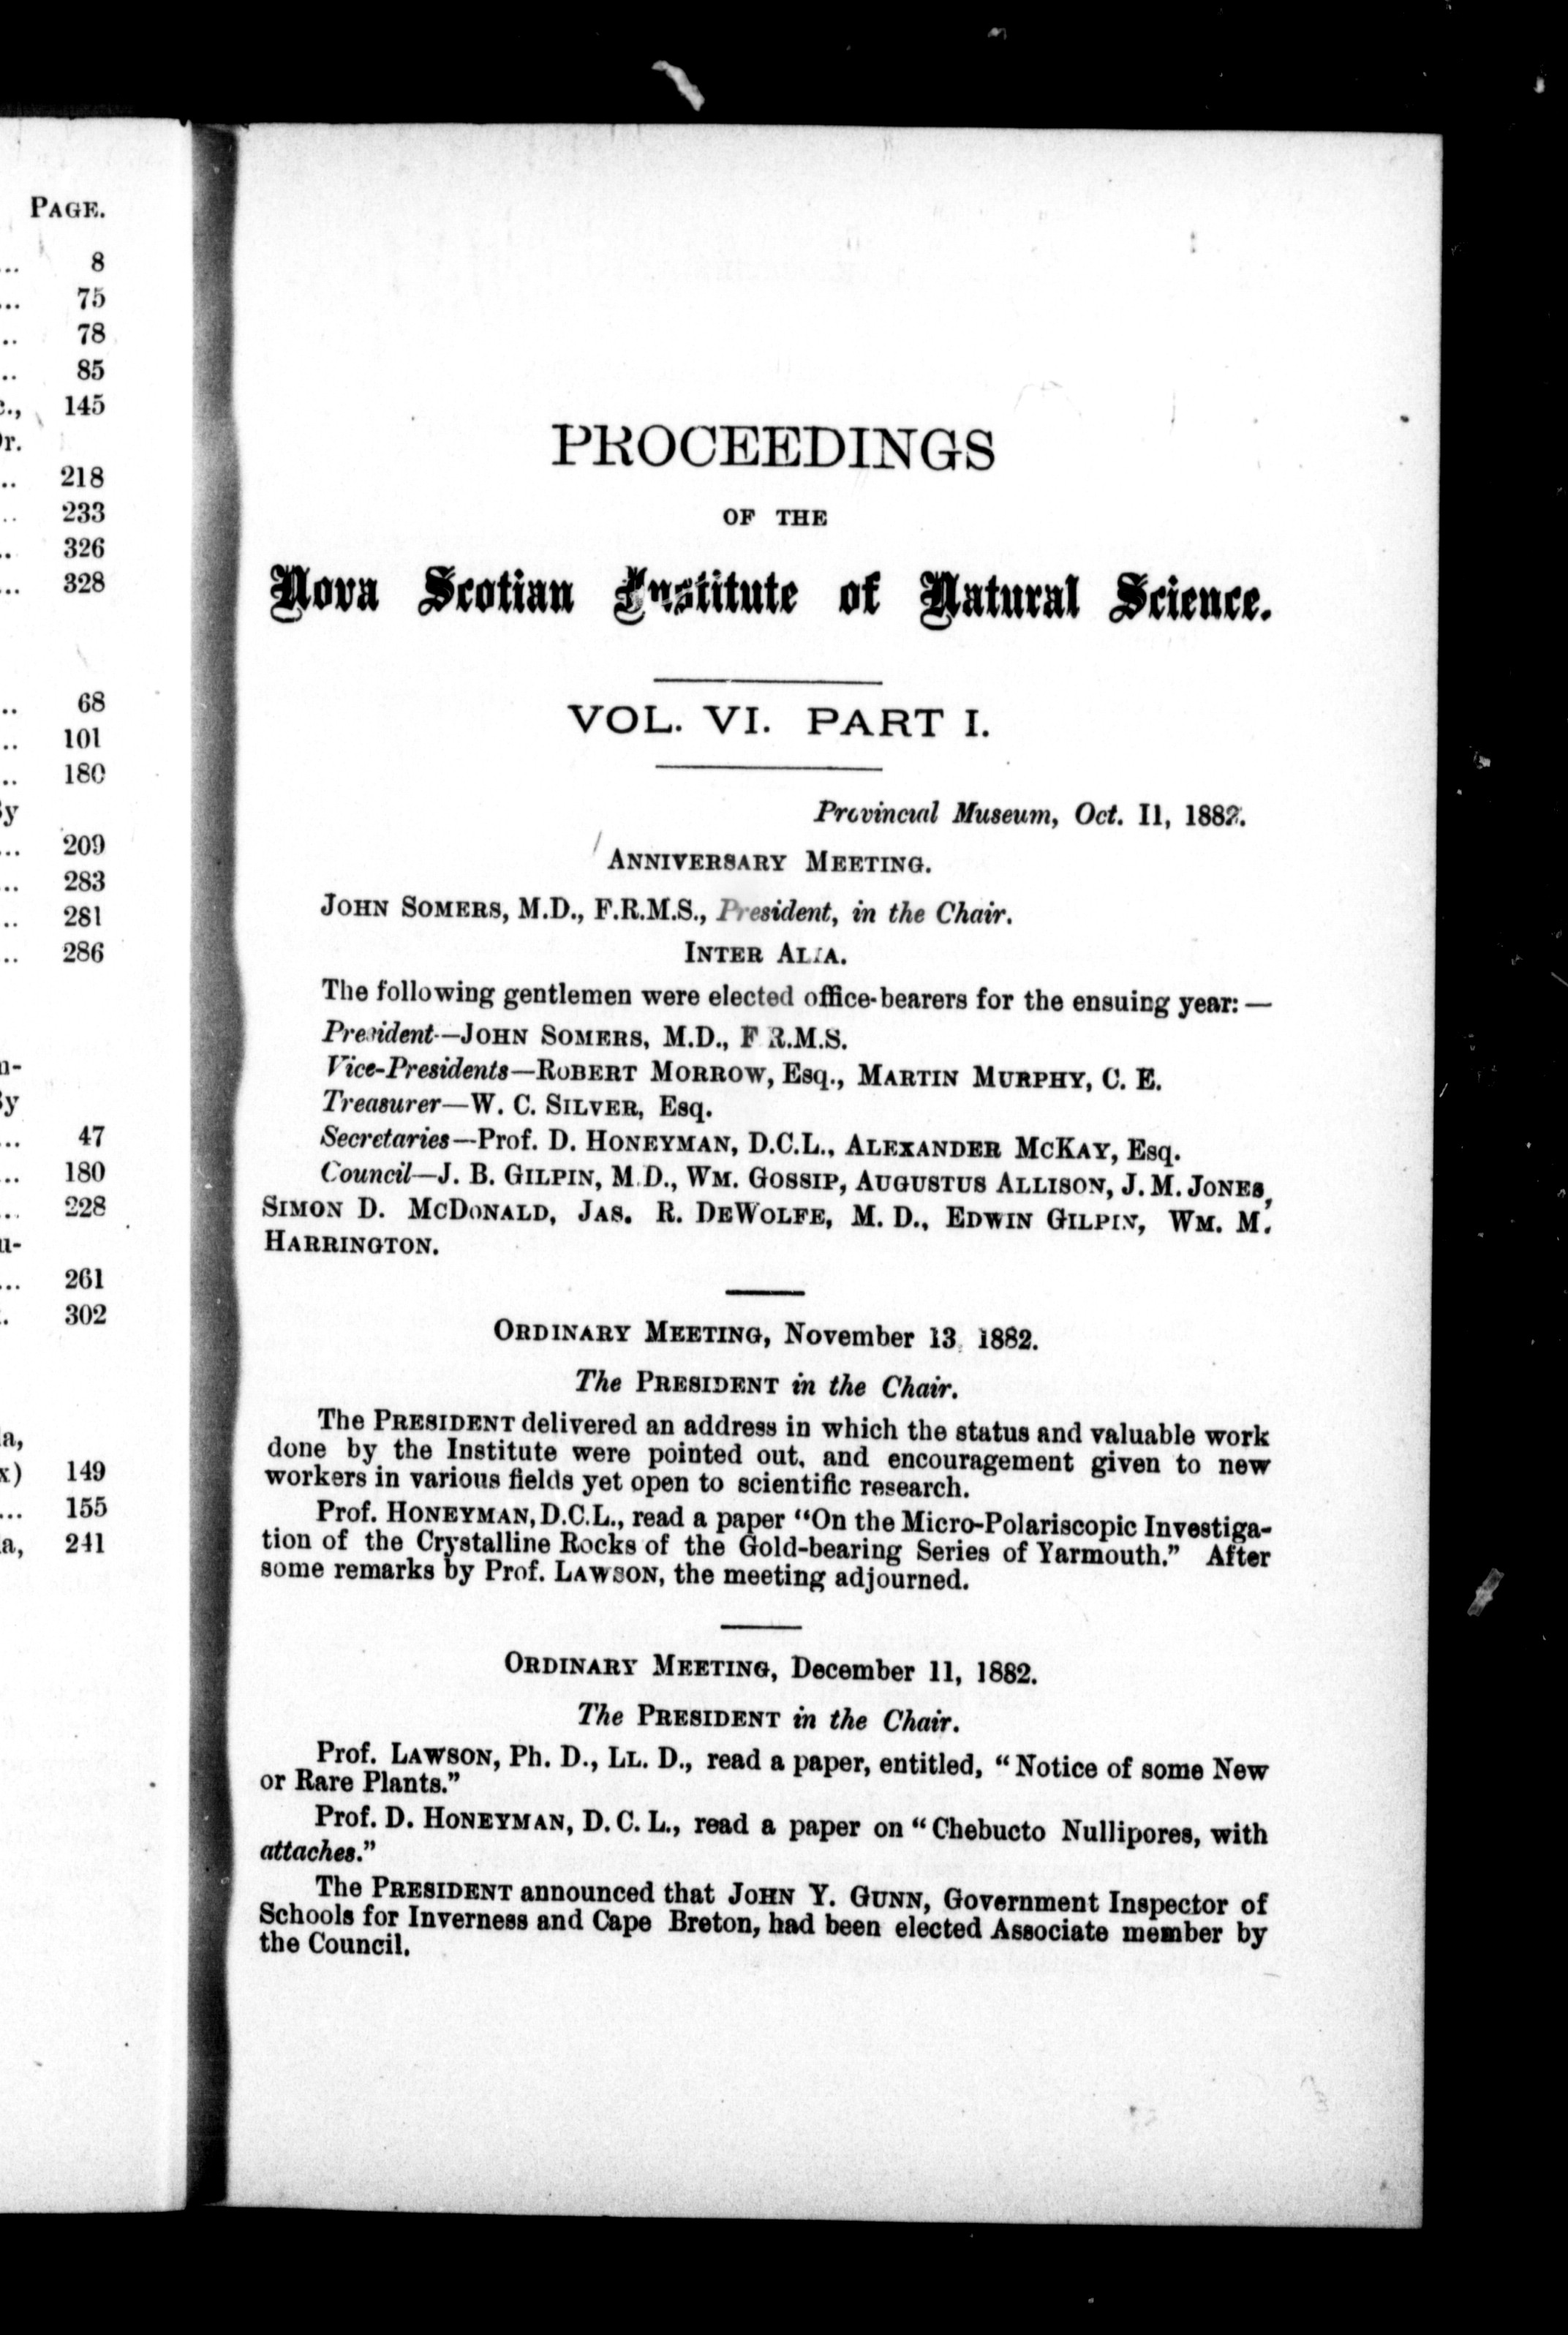 PAGE.
... 8
... 75
.. 78
.. 85
c., 145
Dr.
.. 218
.. 233
.. 326
... 328
.. 68
.. 101
.. 180
By
... 209
... 283
.. 281
.. 286
n-
By
... 47
... 180
... 228
u-
... 261
. 302
a,
x) 149
... 155
a, 241
PROCEEDINGS
OF THE
Nova Scotian Institute of Natural Science.
VOL. VI. PART I.
Provincial Museum, Oct. 11, 1882.
ANNIVERSARY MEETING.
JOHN SOMERS, M.D., F.R.M.S., President, in the Chair.
INTER ALIA.
The following gentlemen were elected office-bearers for the ensuing year:—
President—JOHN SOMERS, M.D., F R.M.S.
Vice-Presidents—ROBERT MORROW, Esq., MARTIN MURPHY, C. E.
Treasurer—W. C. SILVER, Esq.
Secretaries—Prof. D. HONEYMAN, D.C.L., ALEXANDER MCKAY, Esq.
Council—J. B. GILPIN, M.D., WM. GOSSIP, AUGUSTUS ALLISON, J. M. JONES,
SIMON D. MCDONALD, JAS. R. DEWOLFE, M. D., EDWIN GILPIN, WM. M.
HARRINGTON.
ORDINARY MEETING, November 13, 1882.
The PRESIDENT in the Chair.
The PRESIDENT delivered an address in which the status and valuable work
done by the Institute were pointed out, and encouragement given to new
workers in various fields yet open to scientific research.
Prof. HONEYMAN, D.C.L., read a paper "On the Micro-Polariscopic Investiga-
tion of the Crystalline Rocks of the Gold-bearing Series of Yarmouth." After
some remarks by Prof. LAWSON, the meeting adjourned.
ORDINARY MEETING, December 11, 1882.
The PRESIDENT in the Chair.
Prof. LAWSON, Ph. D., LL. D., read a paper, entitled, "Notice of some New
or Rare Plants."
Prof. D. HONEYMAN, D. C. L., read a paper on "Chebucto Nullipores, with
attaches."
The PRESIDENT announced that JOHN Y. GUNN, Government Inspector of
Schools for Inverness and Cape Breton, had been elected Associate member by
the Council.